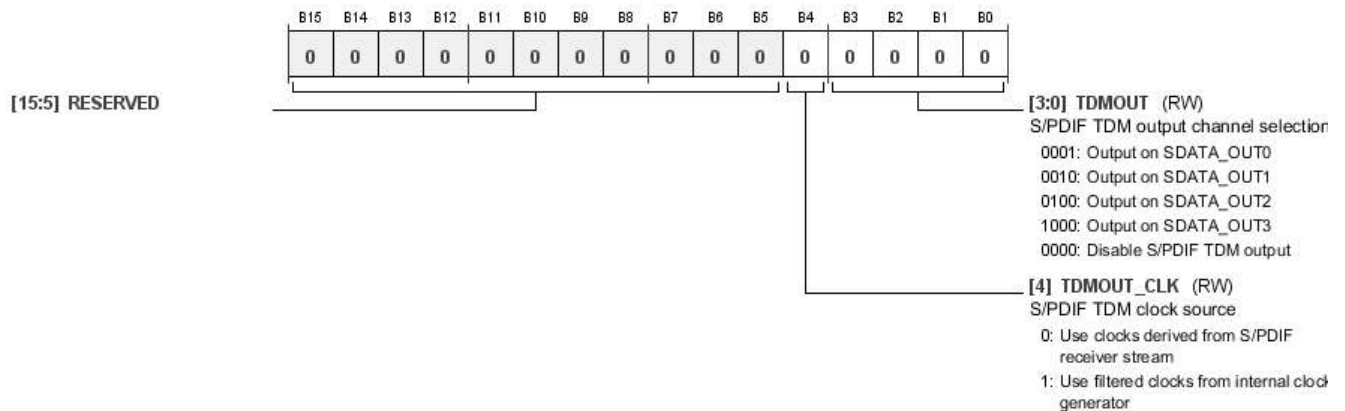 B15 B14 B13 B12 B11 B10 B9 B8 B7 B6 B5 B4 B3 B2 B1 B0
0 0 0 0 0 0 0 0 0 0 0 0 0 0 0 0
[15:5] RESERVED
[3:0] TDMOUT (RW)
S/PDIF TDM output channel selection
0001: Output on SDATA_OUT0
0010: Output on SDATA_OUT1
0100: Output on SDATA_OUT2
1000: Output on SDATA_OUT3
0000: Disable S/PDIF TDM output
[4] TDMOUT_CLK (RW)
S/PDIF TDM clock source
0: Use clocks derived from S/PDIF
receiver stream
1: Use filtered clocks from internal clock
generator